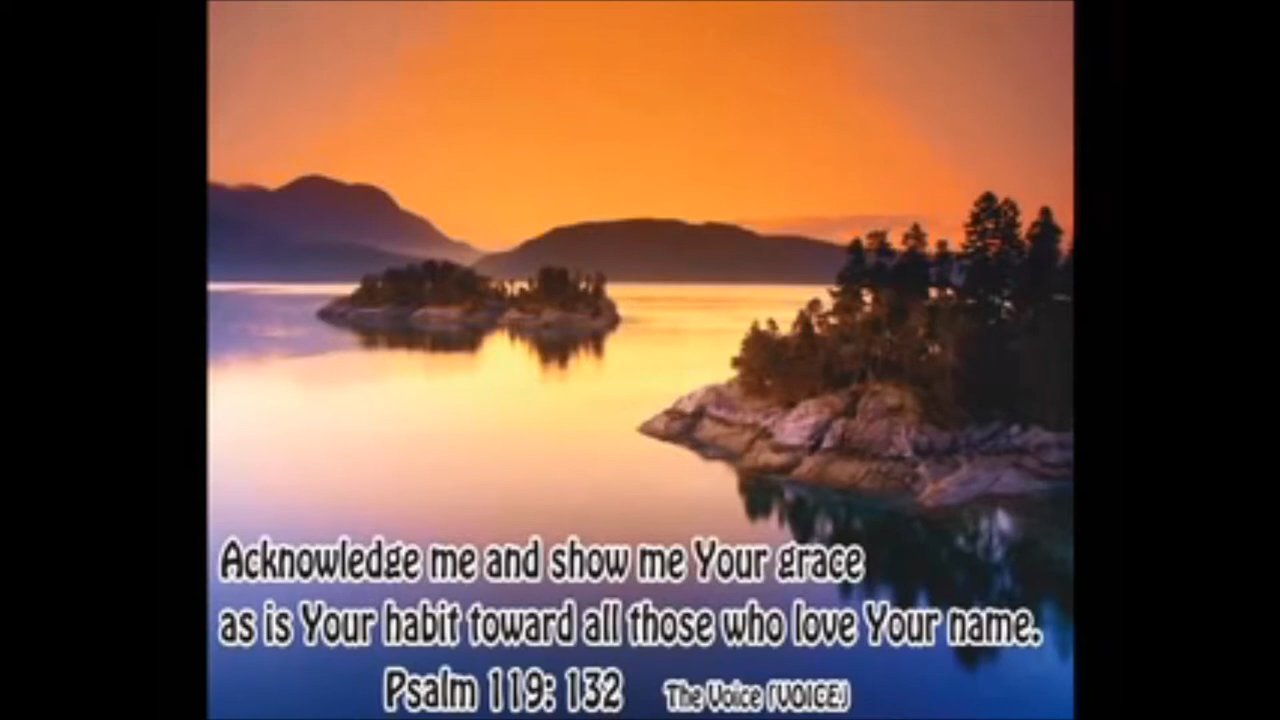 Acknowledge me and show me Your grace
as is Your habit toward all those who love Your name.
Psalm 119: 132 The Voice (VOICE)